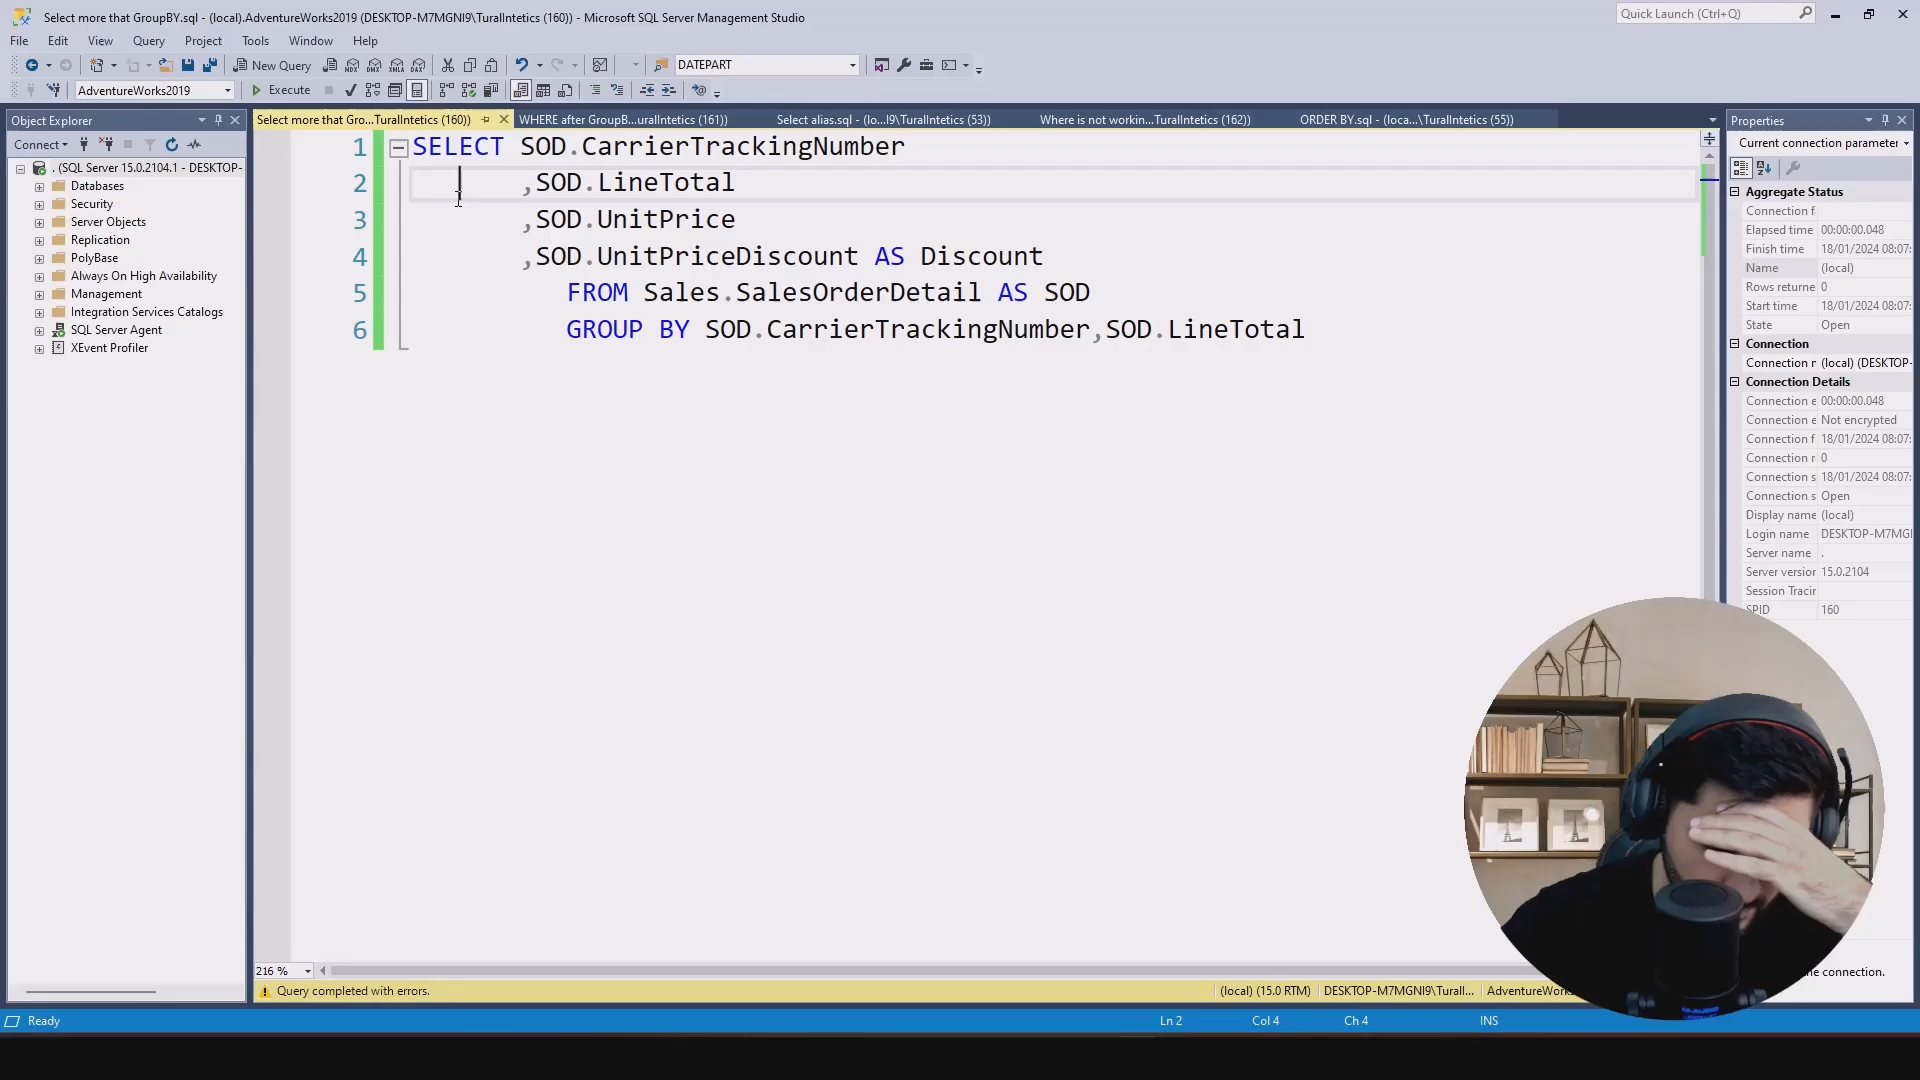 Select more that GroupBY.sql - (local).AdventureWorks2019 (DESKTOP-M7MGNI9\TuralIntetics (160)) - Microsoft SQL Server Management Studio
Quick Launch (Ctrl+Q)
File Edit View Query Project Tools Window Help
New Query
DATEPART
AdventureWorks2019
Execute
Object Explorer
Select more that Gro...TuralIntetics (160))
WHERE after GroupB...uralIntetics (161))
Select alias.sql - (lo...I9\TuralIntetics (53))
Where is not workin...TuralIntetics (162))
ORDER BY.sql - (loca...\TuralIntetics (55))
Properties
Connect
. (SQL Server 15.0.2104.1 - DESKTOP-
Databases
Security
Server Objects
Replication
PolyBase
Always On High Availability
Management
Integration Services Catalogs
SQL Server Agent
XEvent Profiler
1 SELECT SOD.CarrierTrackingNumber
2 ,SOD.LineTotal
3 ,SOD.UnitPrice
4 ,SOD.UnitPriceDiscount AS Discount
5 FROM Sales.SalesOrderDetail AS SOD
6 GROUP BY SOD.CarrierTrackingNumber,SOD.LineTotal
Current connection parameter
Aggregate Status
Connection f
Elapsed time 00:00:00.048
Finish time 18/01/2024 08:07:
Name (local)
Rows returne 0
Start time 18/01/2024 08:07:
State Open
Connection
Connection r (local) (DESKTOP-
Connection Details
Connection e 00:00:00.048
Connection e Not encrypted
Connection f 18/01/2024 08:07:
Connection r 0
Connection s 18/01/2024 08:07:
Connection s Open
Display name (local)
Login name DESKTOP-M7MGI
Server name .
Server version 15.0.2104
Session Tracir
SPID 160
ne connection.
216 %
Query completed with errors.
(local) (15.0 RTM)
DESKTOP-M7MGNI9\Turall...
AdventureWork
Ready
Ln 2
Col 4
Ch 4
INS